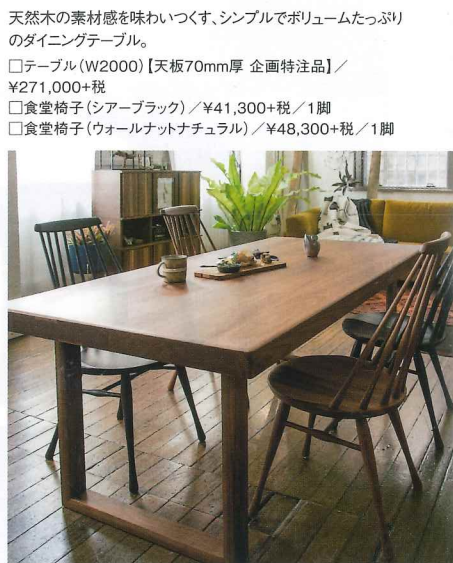 天然木の素材感を味わいつくす、シンプルでボリュームたっぷり
のダイニングテーブル。
□テーブル（W2000）【天板70mm厚 企画特注品】／
¥271,000+税
□食堂椅子（シアーブラック）／¥41,300+税／1脚
□食堂椅子（ウォールナットナチュラル）／¥48,300+税／1脚